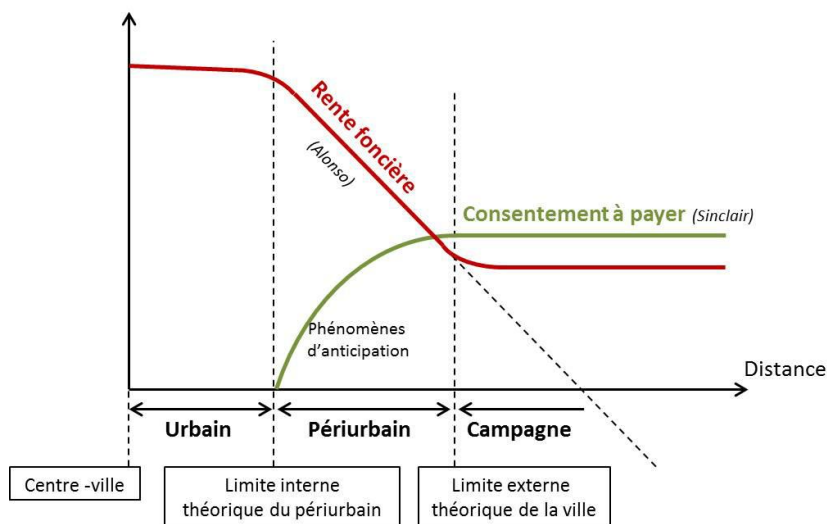 Rente foncière
(Alonso)
Consentement à payer (Sinclair)
Phénomènes
d'anticipation
Distance
Urbain
Périurbain
Campagne
Centre -ville
Limite interne
théorique du périurbain
Limite externe
théorique de la ville